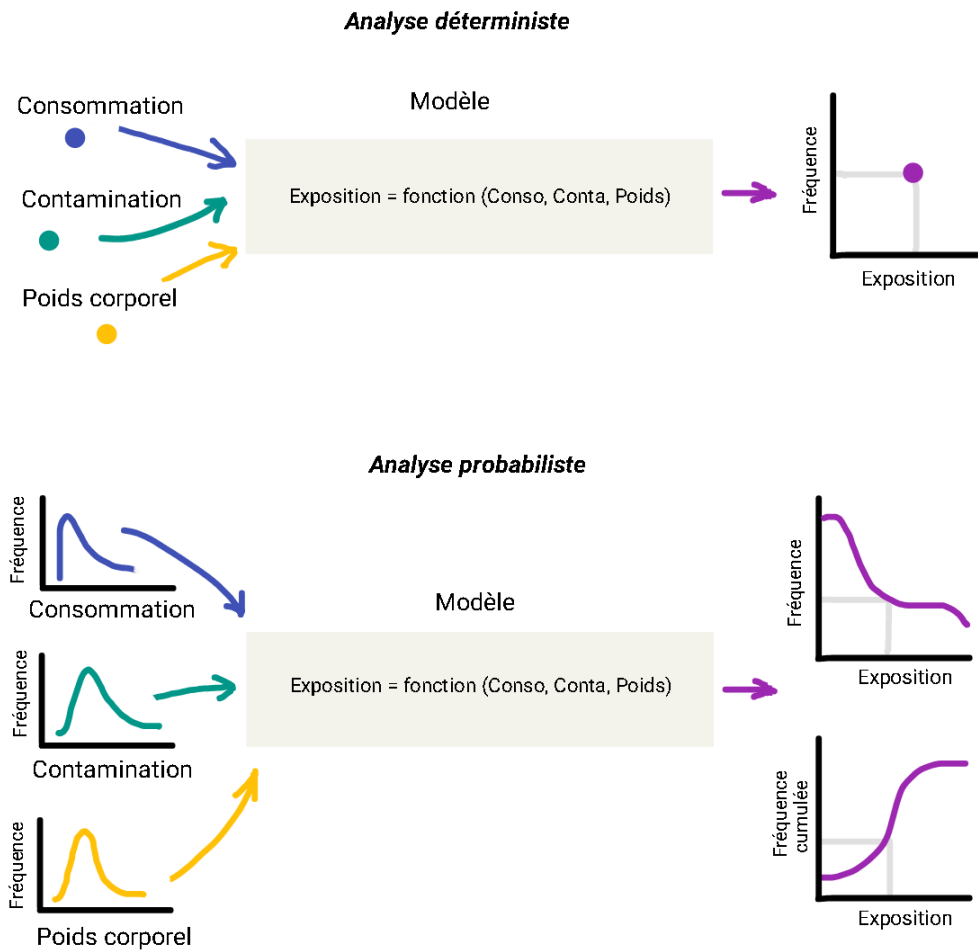 Analyse déterministe
Consommation
Modèle
Contamination
Exposition = fonction (Conso, Conta, Poids)
Poids corporel
Fréquence
Exposition
Analyse probabiliste
Fréquence
Consommation
Modèle
Fréquence
Contamination
Exposition = fonction (Conso, Conta, Poids)
Fréquence
Poids corporel
Fréquence
Exposition
Fréquence
cumulée
Exposition